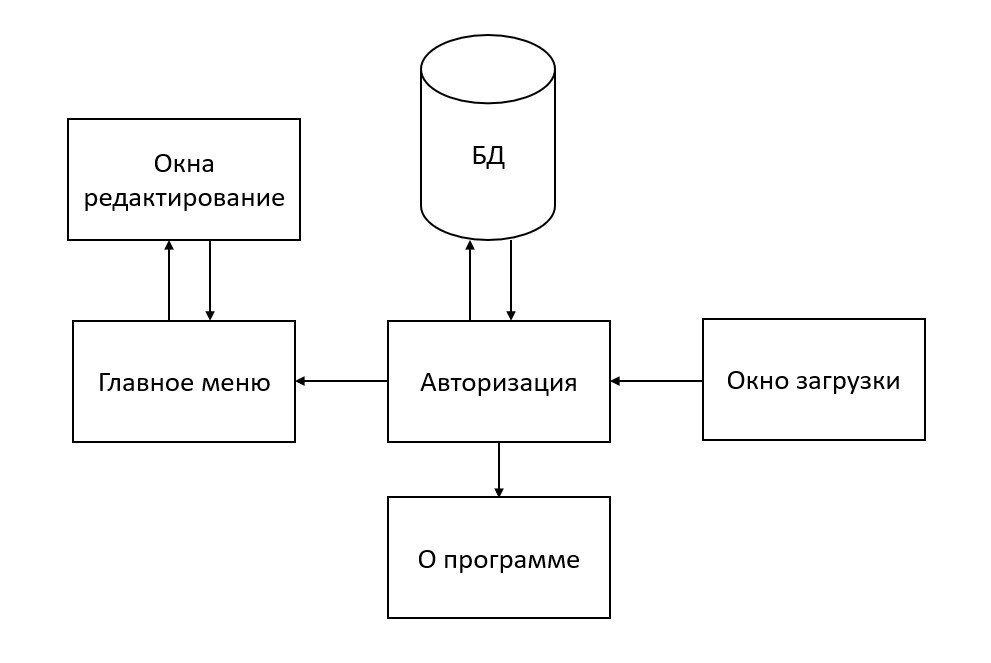 БД
Окна
редактирование
Главное меню
Авторизация
Окно загрузки
О программе